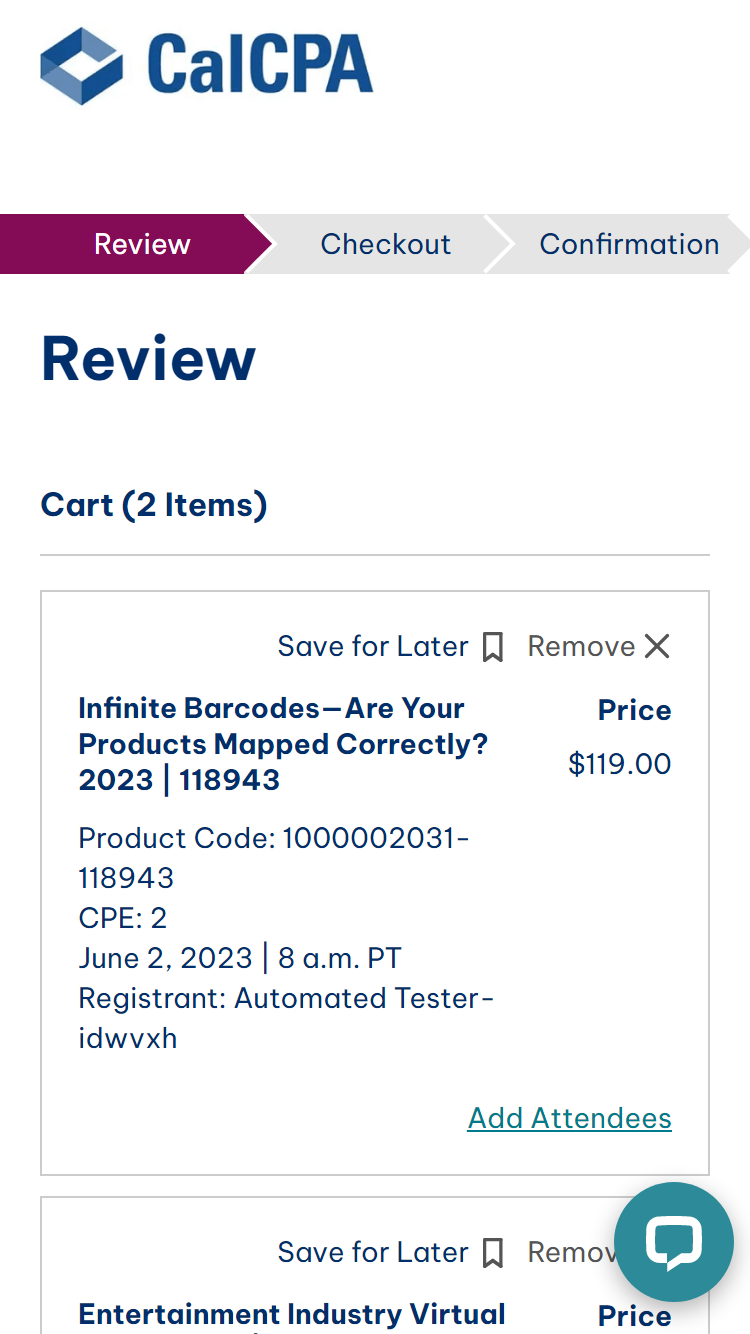 CalCPA
Review
Checkout
Confirmation
Review
Cart (2 Items)
Save for Later
Remove
Infinite Barcodes—Are Your
Products Mapped Correctly?
2023 | 118943
Price
$119.00
Product Code: 1000002031-
118943
CPE: 2
June 2, 2023 | 8 a.m. PT
Registrant: Automated Tester-
idwvxh
Add Attendees
Save for Later
Remov
Entertainment Industry Virtual
Price